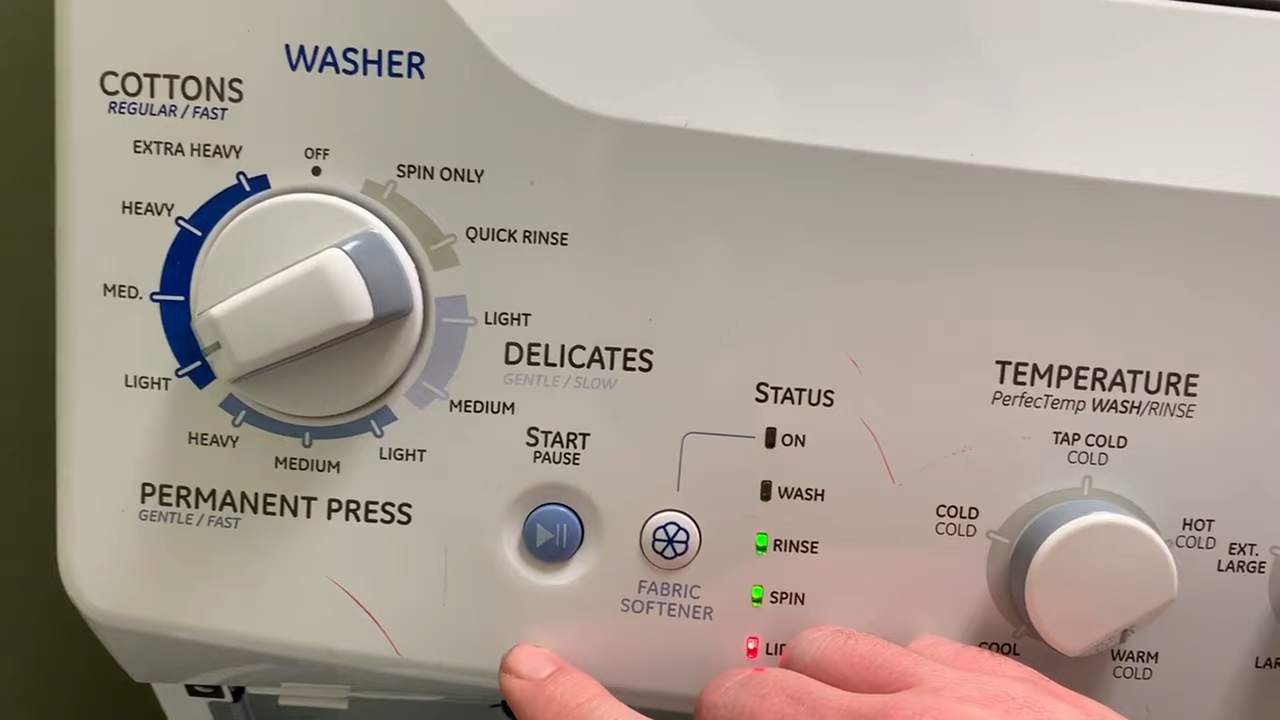 WASHER
COTTONS
REGULAR / FAST
EXTRA HEAVY
OFF
SPIN ONLY
HEAVY
QUICK RINSE
MED.
LIGHT
DELICATES
GENTLE / SLOW
LIGHT
MEDIUM
HEAVY
MEDIUM
LIGHT
PERMANENT PRESS
GENTLE / FAST
START
PAUSE
FABRIC
SOFTENER
STATUS
ON
WASH
RINSE
SPIN
TEMPERATURE
PerfecTemp WASH/RINSE
TAP COLD
COLD
COLD
COLD
HOT
COLD
EXT.
LARGE
COOL
WARM
COLD